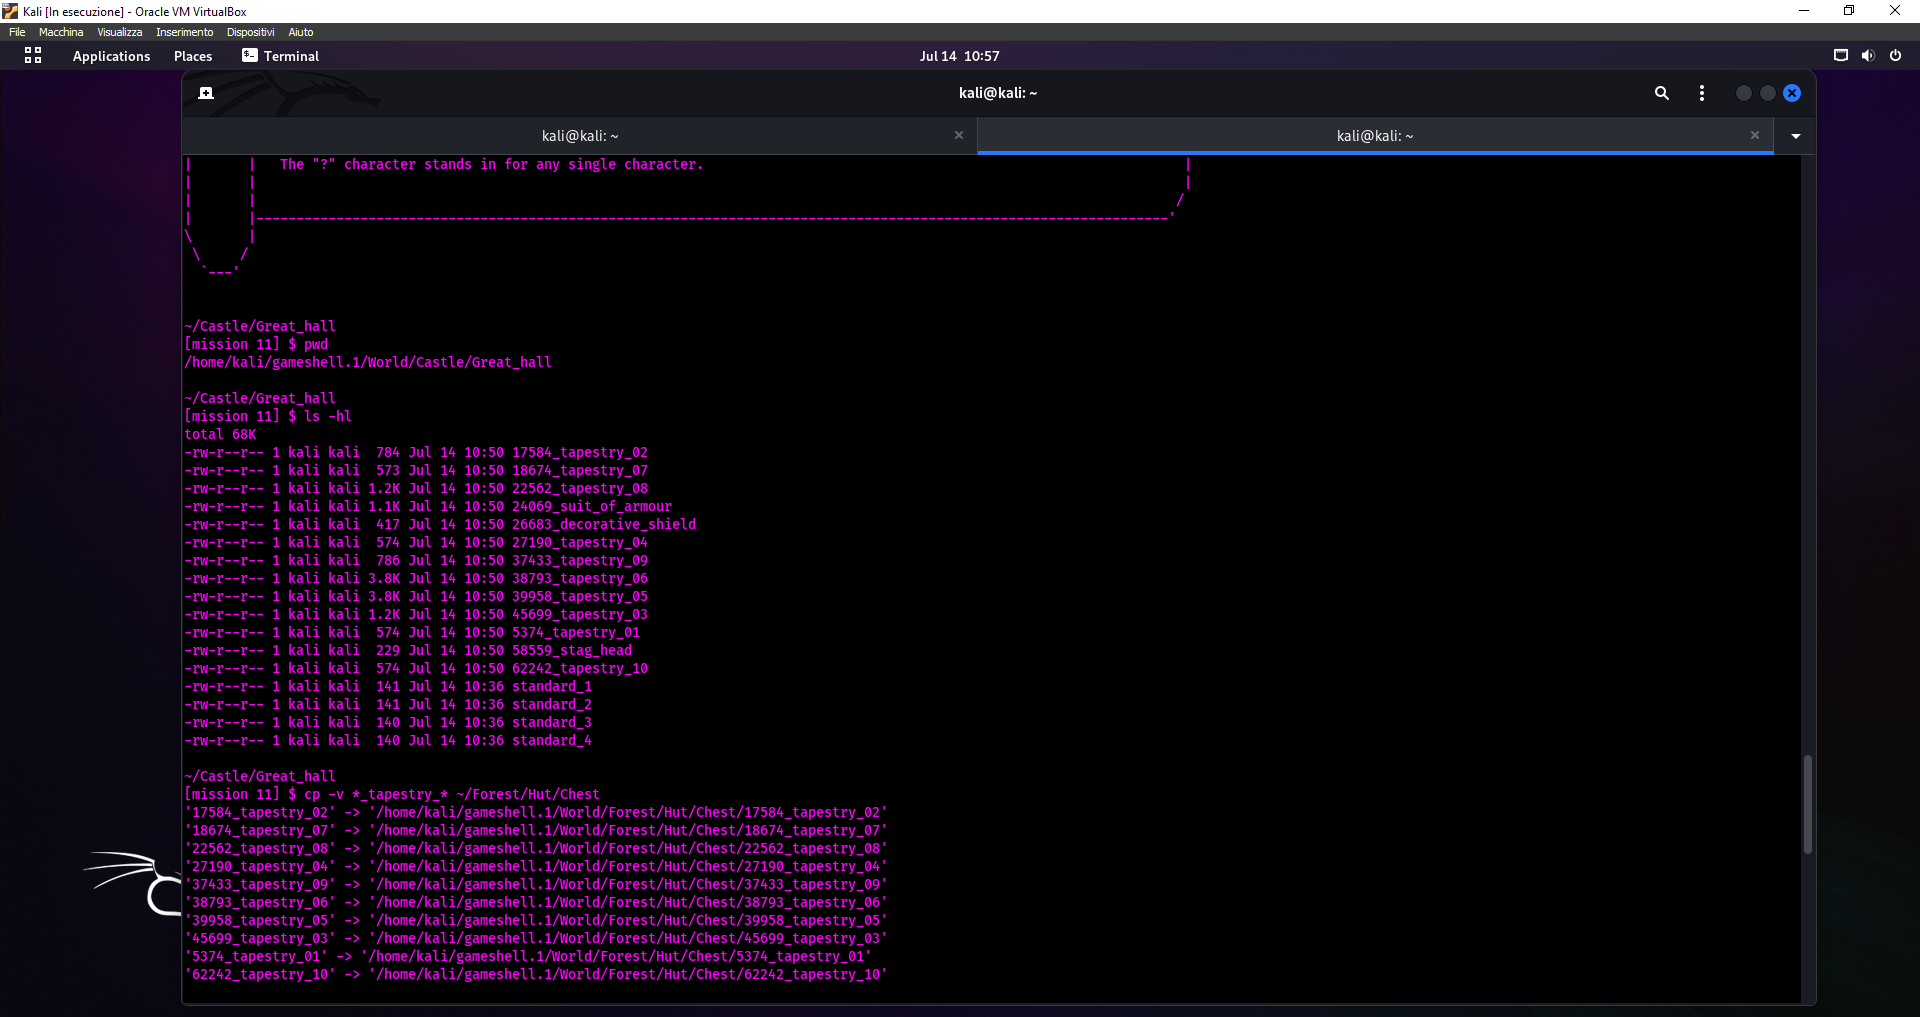 Kali [In esecuzione] - Oracle VM VirtualBox
File Macchina Visualizza Inserimento Dispositivi Aiuto
Applications Places Terminal Jul 14 10:57
kali@kali: ~
kali@kali: ~ kali@kali: ~
|       |   The "?" character stands in for any single character.                                                            |
|       |                                                                                                                     |
|       |                                                                                                                    /
|       |------------------------------------------------------------------------------------------------------------------'
\       |
 \     /
  `---'
~/Castle/Great_hall
[mission 11] $ pwd
/home/kali/gameshell.1/World/Castle/Great_hall
~/Castle/Great_hall
[mission 11] $ ls -hl
total 68K
-rw-r--r-- 1 kali kali  784 Jul 14 10:50 17584_tapestry_02
-rw-r--r-- 1 kali kali  573 Jul 14 10:50 18674_tapestry_07
-rw-r--r-- 1 kali kali 1.2K Jul 14 10:50 22562_tapestry_08
-rw-r--r-- 1 kali kali 1.1K Jul 14 10:50 24069_suit_of_armour
-rw-r--r-- 1 kali kali  417 Jul 14 10:50 26683_decorative_shield
-rw-r--r-- 1 kali kali  574 Jul 14 10:50 27190_tapestry_04
-rw-r--r-- 1 kali kali  786 Jul 14 10:50 37433_tapestry_09
-rw-r--r-- 1 kali kali 3.8K Jul 14 10:50 38793_tapestry_06
-rw-r--r-- 1 kali kali 3.8K Jul 14 10:50 39958_tapestry_05
-rw-r--r-- 1 kali kali 1.2K Jul 14 10:50 45699_tapestry_03
-rw-r--r-- 1 kali kali  574 Jul 14 10:50 5374_tapestry_01
-rw-r--r-- 1 kali kali  229 Jul 14 10:50 58559_stag_head
-rw-r--r-- 1 kali kali  574 Jul 14 10:50 62242_tapestry_10
-rw-r--r-- 1 kali kali  141 Jul 14 10:36 standard_1
-rw-r--r-- 1 kali kali  141 Jul 14 10:36 standard_2
-rw-r--r-- 1 kali kali  140 Jul 14 10:36 standard_3
-rw-r--r-- 1 kali kali  140 Jul 14 10:36 standard_4
~/Castle/Great_hall
[mission 11] $ cp -v *_tapestry_* ~/Forest/Hut/Chest
'17584_tapestry_02' -> '/home/kali/gameshell.1/World/Forest/Hut/Chest/17584_tapestry_02'
'18674_tapestry_07' -> '/home/kali/gameshell.1/World/Forest/Hut/Chest/18674_tapestry_07'
'22562_tapestry_08' -> '/home/kali/gameshell.1/World/Forest/Hut/Chest/22562_tapestry_08'
'27190_tapestry_04' -> '/home/kali/gameshell.1/World/Forest/Hut/Chest/27190_tapestry_04'
'37433_tapestry_09' -> '/home/kali/gameshell.1/World/Forest/Hut/Chest/37433_tapestry_09'
'38793_tapestry_06' -> '/home/kali/gameshell.1/World/Forest/Hut/Chest/38793_tapestry_06'
'39958_tapestry_05' -> '/home/kali/gameshell.1/World/Forest/Hut/Chest/39958_tapestry_05'
'45699_tapestry_03' -> '/home/kali/gameshell.1/World/Forest/Hut/Chest/45699_tapestry_03'
'5374_tapestry_01' -> '/home/kali/gameshell.1/World/Forest/Hut/Chest/5374_tapestry_01'
'62242_tapestry_10' -> '/home/kali/gameshell.1/World/Forest/Hut/Chest/62242_tapestry_10'